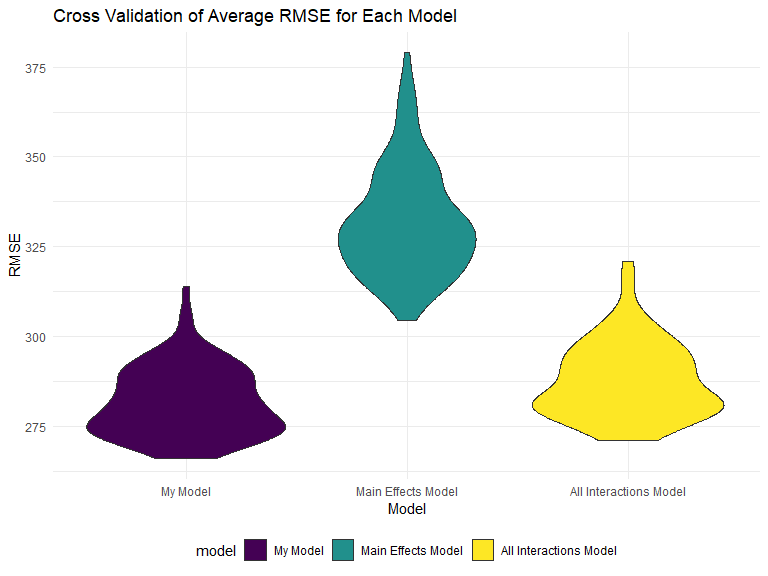 Cross Validation of Average RMSE for Each Model
RMSE
375
350
325
300
275
My Model Main Effects Model All Interactions Model
Model
model My Model Main Effects Model All Interactions Model